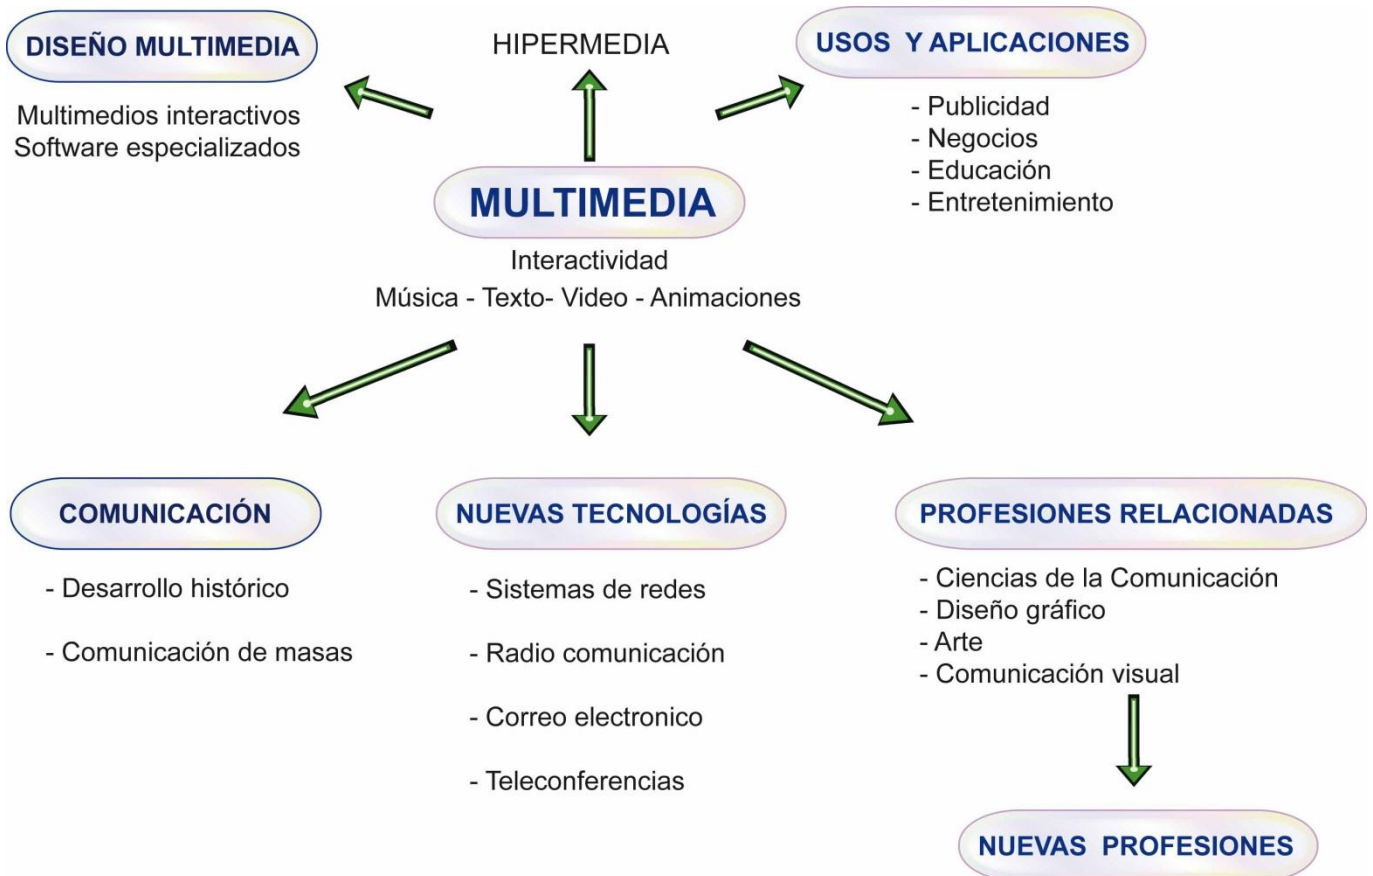 DISEÑO MULTIMEDIA
Multimedios interactivos
Software especializados
HIPERMEDIA
USOS Y APLICACIONES
- Publicidad
- Negocios
- Educación
- Entretenimiento
MULTIMEDIA
Interactividad
Música - Texto- Video - Animaciones
COMUNICACIÓN
- Desarrollo histórico
- Comunicación de masas
NUEVAS TECNOLOGÍAS
- Sistemas de redes
- Radio comunicación
- Correo electronico
- Teleconferencias
PROFESIONES RELACIONADAS
- Ciencias de la Comunicación
- Diseño gráfico
- Arte
- Comunicación visual
NUEVAS PROFESIONES